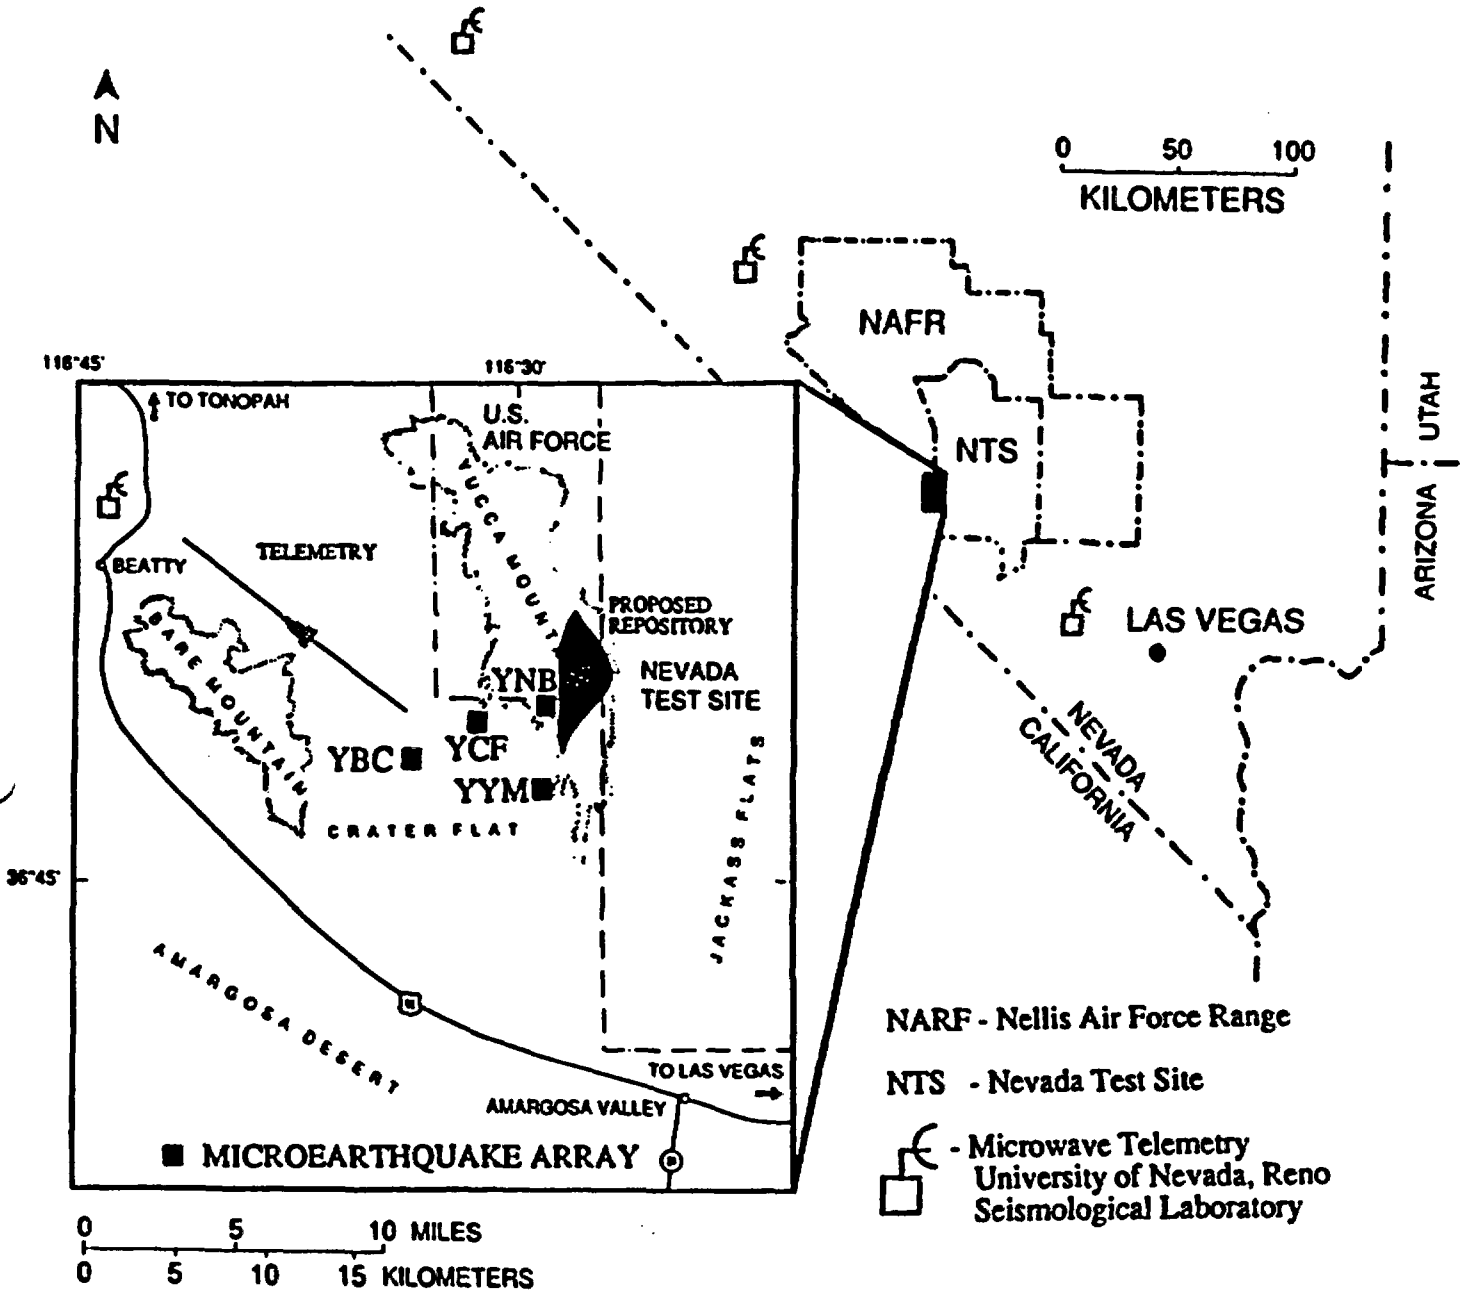 N
0 50 100
KILOMETERS
NAFR
NTS
UTAH
ARIZONA
LAS VEGAS
NEVADA
CALIFORNIA
116°45'
116°30'
TO TONOPAH
U.S.
AIR FORCE
YUCCA MOUNT
TELEMETRY
BEATTY
BARE MOUNTAIN
PROPOSED
REPOSITORY
NEVADA
TEST SITE
YNB
YCF
YBC
YYM
CRATER FLAT
JACKASS FLATS
36°45'
AMARGOSA DESERT
TO LAS VEGAS
AMARGOSA VALLEY
MICROEARTHQUAKE ARRAY
0 5 10 MILES
0 5 10 15 KILOMETERS
NARF - Nellis Air Force Range
NTS - Nevada Test Site
- Microwave Telemetry
University of Nevada, Reno
Seismological Laboratory